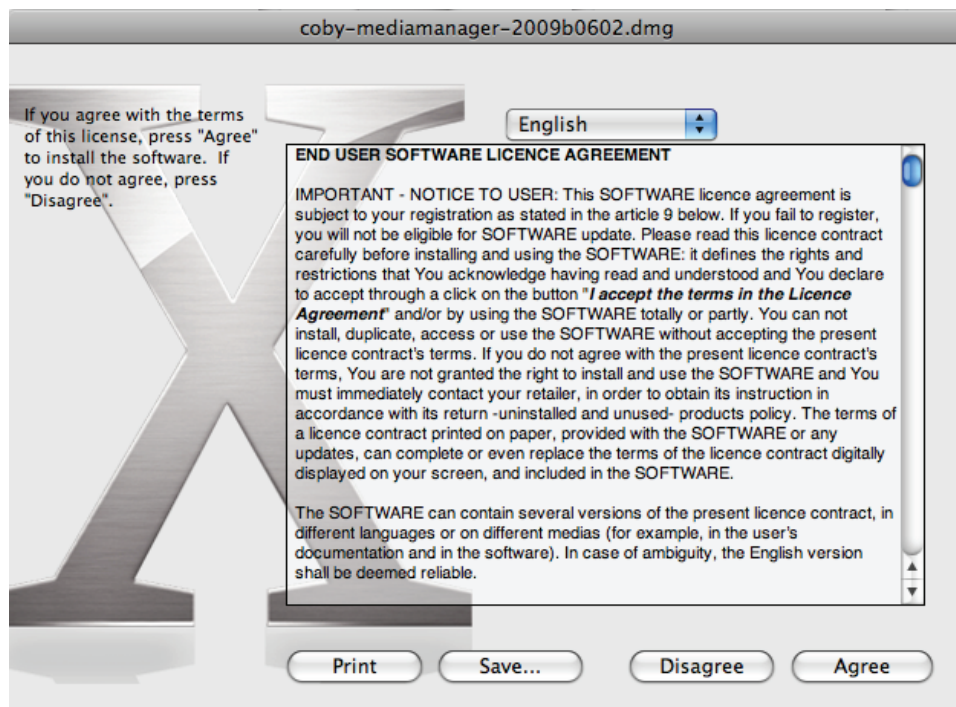 coby-mediamanager-2009b0602.dmg
If you agree with the terms
of this license, press "Agree"
to install the software. If
you do not agree, press
"Disagree".
English
END USER SOFTWARE LICENCE AGREEMENT
IMPORTANT - NOTICE TO USER: This SOFTWARE licence agreement is
subject to your registration as stated in the article 9 below. If you fail to register,
you will not be eligible for SOFTWARE update. Please read this licence contract
carefully before installing and using the SOFTWARE: it defines the rights and
restrictions that You acknowledge having read and understood and You declare
to accept through a click on the button "I accept the terms in the Licence
Agreement" and/or by using the SOFTWARE totally or partly. You can not
install, duplicate, access or use the SOFTWARE without accepting the present
licence contract's terms. If you do not agree with the present licence contract's
terms, You are not granted the right to install and use the SOFTWARE and You
must immediately contact your retailer, in order to obtain its instruction in
accordance with its return -uninstalled and unused- products policy. The terms of
a licence contract printed on paper, provided with the SOFTWARE or any
updates, can complete or even replace the terms of the licence contract digitally
displayed on your screen, and included in the SOFTWARE.
The SOFTWARE can contain several versions of the present licence contract, in
different languages or on different medias (for example, in the user's
documentation and in the software). In case of ambiguity, the English version
shall be deemed reliable.
Print
Save...
Disagree
Agree